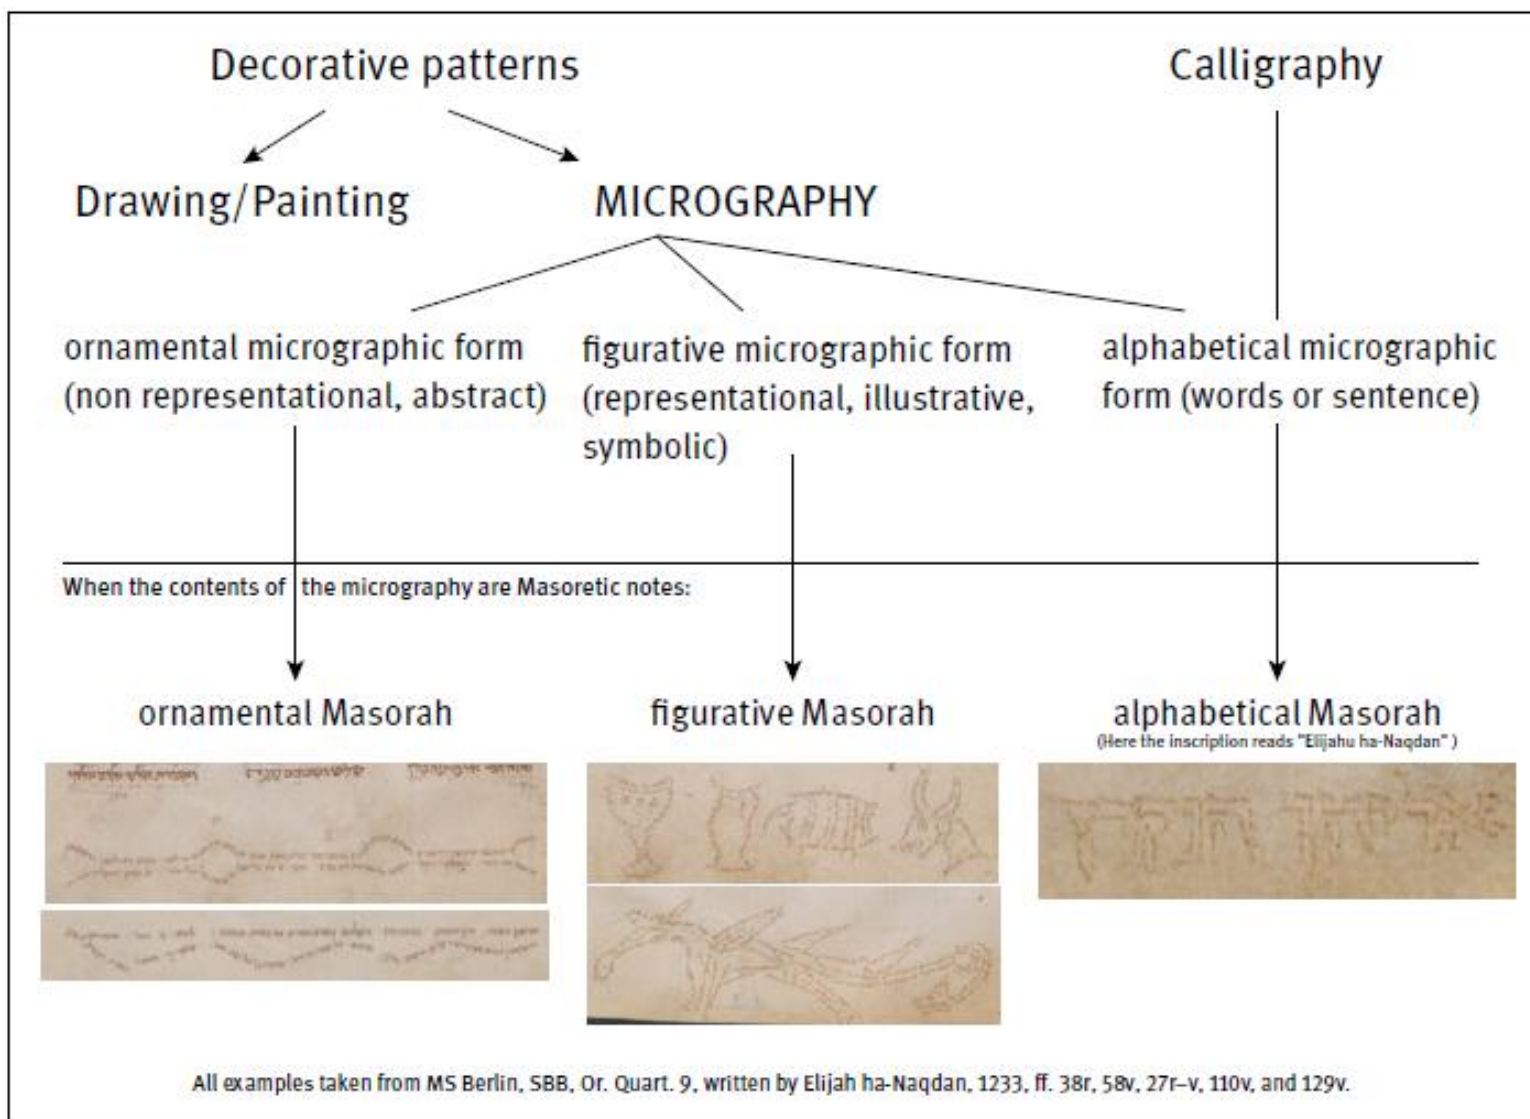 Decorative patterns
Calligraphy
Drawing/Painting
MICROGRAPHY
ornamental micrographic form
(non representational, abstract)
figurative micrographic form
(representational, illustrative,
symbolic)
alphabetical micrographic
form (words or sentence)
When the contents of the micrography are Masoretic notes:
ornamental Masorah
figurative Masorah
alphabetical Masorah
(Here the inscription reads "Elijahu ha-Naqdan" )
All examples taken from MS Berlin, SBB, Or. Quart. 9, written by Elijah ha-Naqdan, 1233, ff. 38r, 58v, 27r–v, 110v, and 129v.